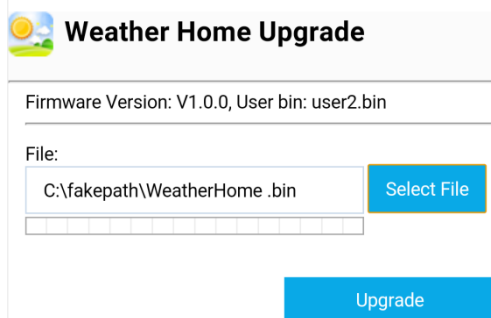 Weather Home Upgrade
Firmware Version: V1.0.0, User bin: user2.bin
File:
C:\fakepath\WeatherHome .bin
Select File
Upgrade